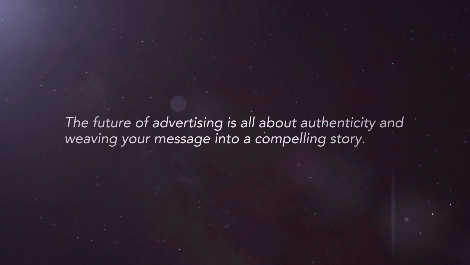 The future of advertising is all about authenticity and
weaving your message into a compelling story.